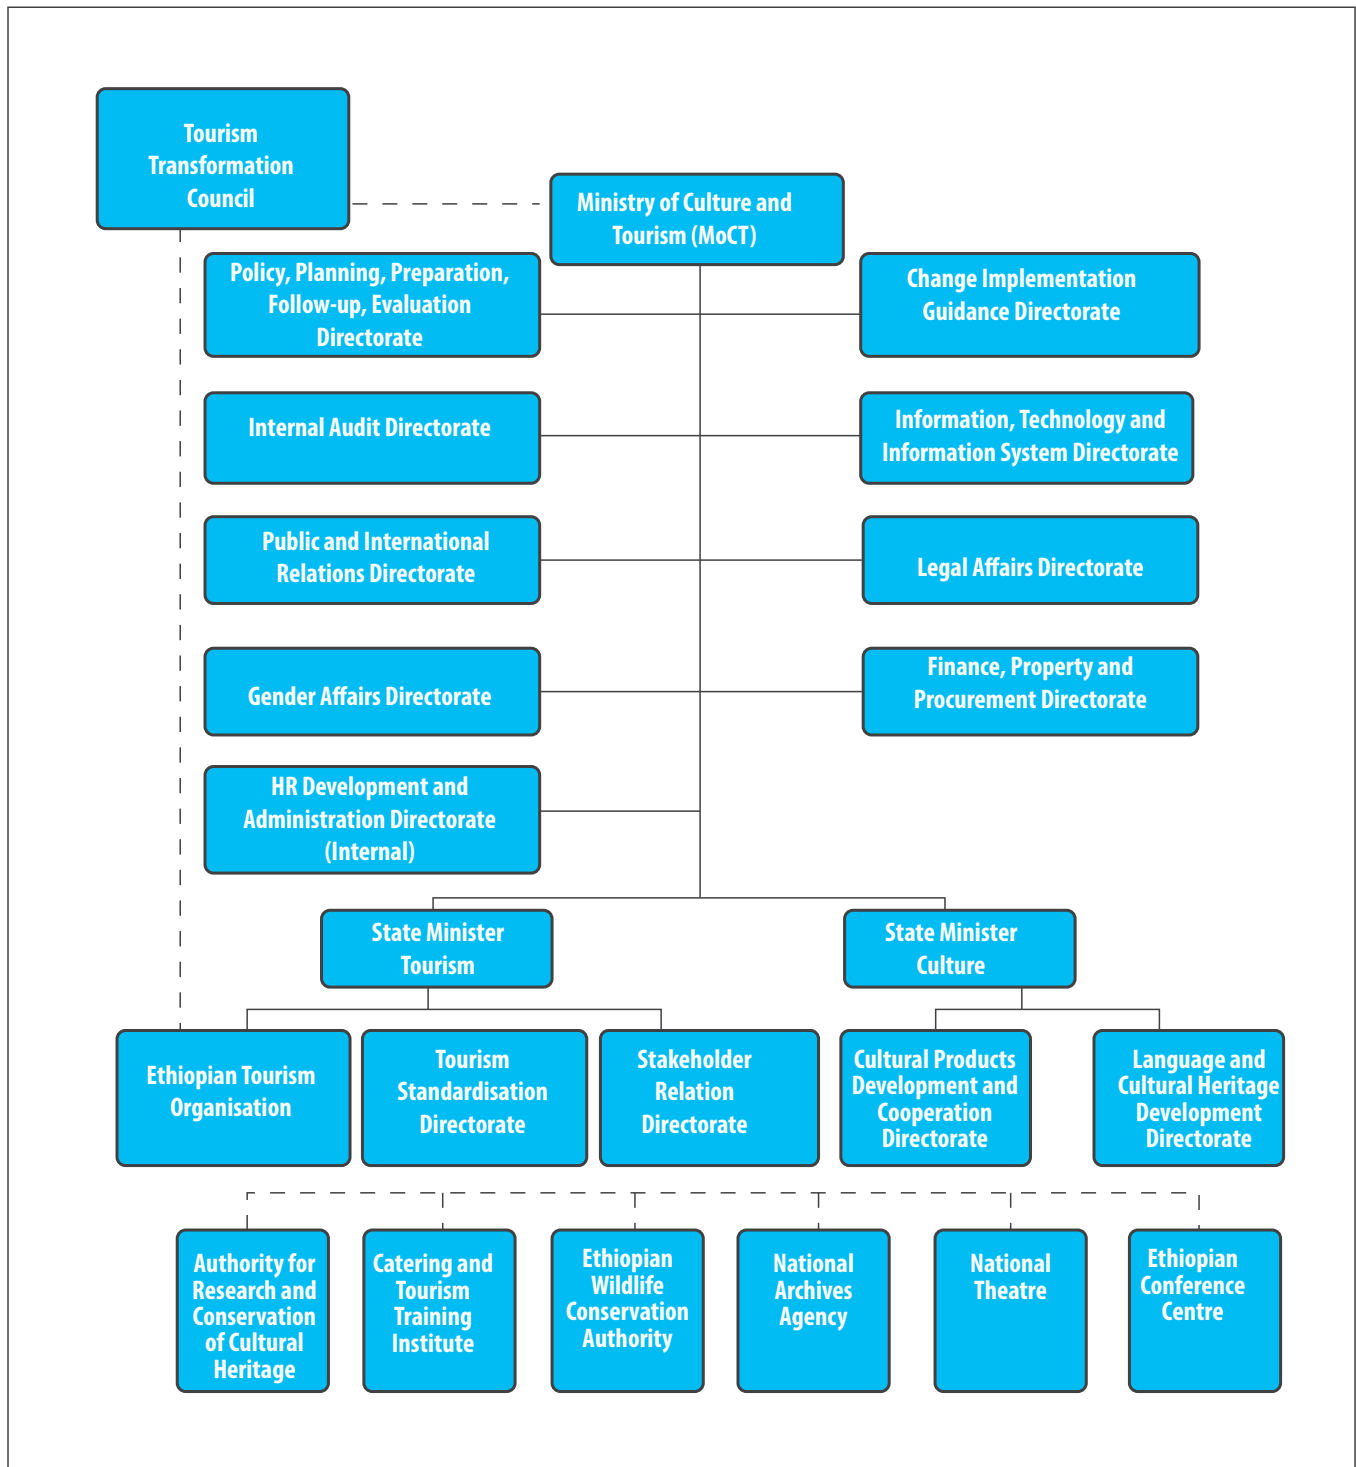 Tourism
Transformation
Council
Ministry of Culture and
Tourism (MoCT)
Policy, Planning, Preparation,
Follow-up, Evaluation
Directorate
Change Implementation
Guidance Directorate
Internal Audit Directorate
Information, Technology and
Information System Directorate
Public and International
Relations Directorate
Legal Affairs Directorate
Gender Affairs Directorate
Finance, Property and
Procurement Directorate
HR Development and
Administration Directorate
(Internal)
State Minister
Tourism
State Minister
Culture
Ethiopian Tourism
Organisation
Tourism
Standardisation
Directorate
Stakeholder
Relation
Directorate
Cultural Products
Development and
Cooperation
Directorate
Language and
Cultural Heritage
Development
Directorate
Authority for
Research and
Conservation
of Cultural
Heritage
Catering and
Tourism
Training
Institute
Ethiopian
Wildlife
Conservation
Authority
National
Archives
Agency
National
Theatre
Ethiopian
Conference
Centre